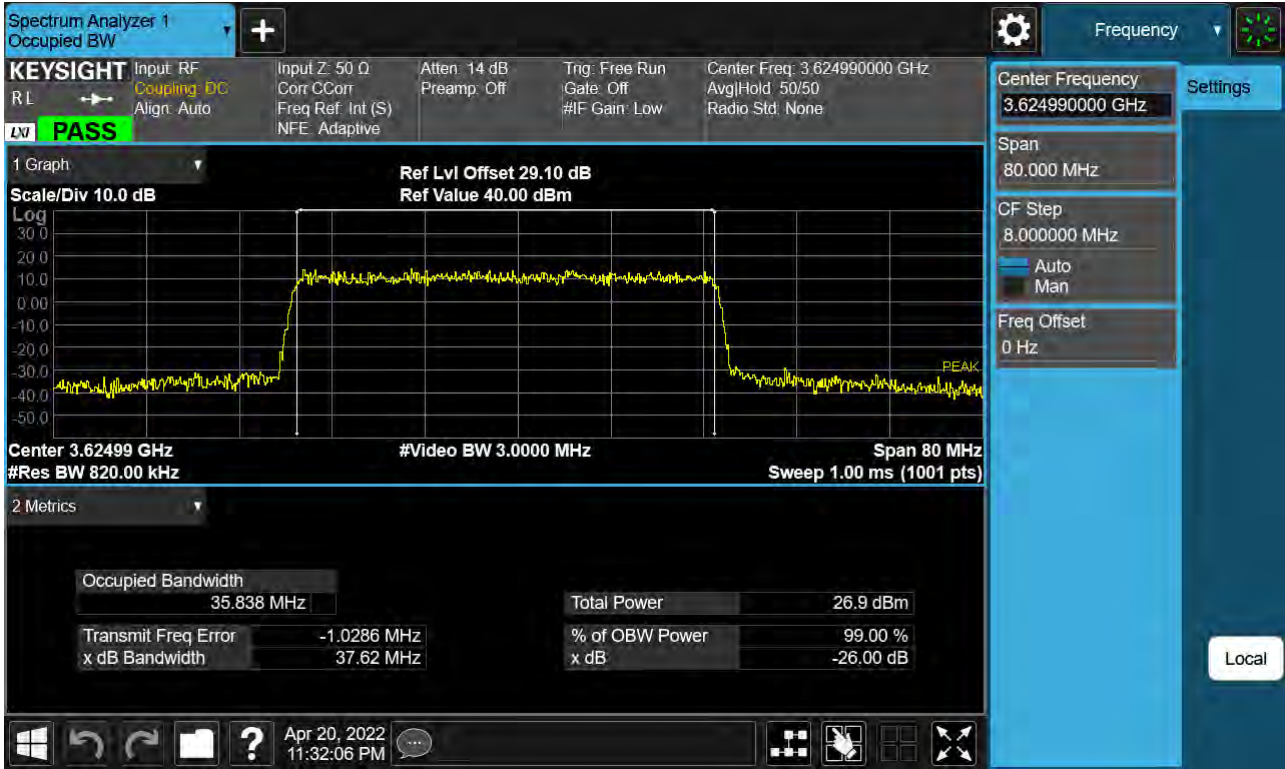 Spectrum Analyzer 1
Occupied BW
Frequency
KEYSIGHT
R L
LXI
PASS
Input: RF
Coupling: DC
Align: Auto
Input Z: 50 Ω
Corr CCorr
Freq Ref: Int (S)
NFE: Adaptive
Atten: 14 dB
Preamp: Off
Trig: Free Run
Gate: Off
#IF Gain: Low
Center Freq: 3.624990000 GHz
Avg|Hold: 50/50
Radio Std: None
1 Graph
Scale/Div 10.0 dB
Ref Lvl Offset 29.10 dB
Ref Value 40.00 dBm
Log
30.0
20.0
10.0
0.00
-10.0
-20.0
-30.0
-40.0
-50.0
PEAK
Center 3.62499 GHz
#Video BW 3.0000 MHz
Span 80 MHz
#Res BW 820.00 kHz
Sweep 1.00 ms (1001 pts)
2 Metrics
Occupied Bandwidth
35.838 MHz
Transmit Freq Error -1.0286 MHz
x dB Bandwidth 37.62 MHz
Total Power 26.9 dBm
% of OBW Power 99.00 %
x dB -26.00 dB
Center Frequency
3.624990000 GHz
Settings
Span
80.000 MHz
CF Step
8.000000 MHz
Auto
Man
Freq Offset
0 Hz
Local
?
Apr 20, 2022
11:32:06 PM